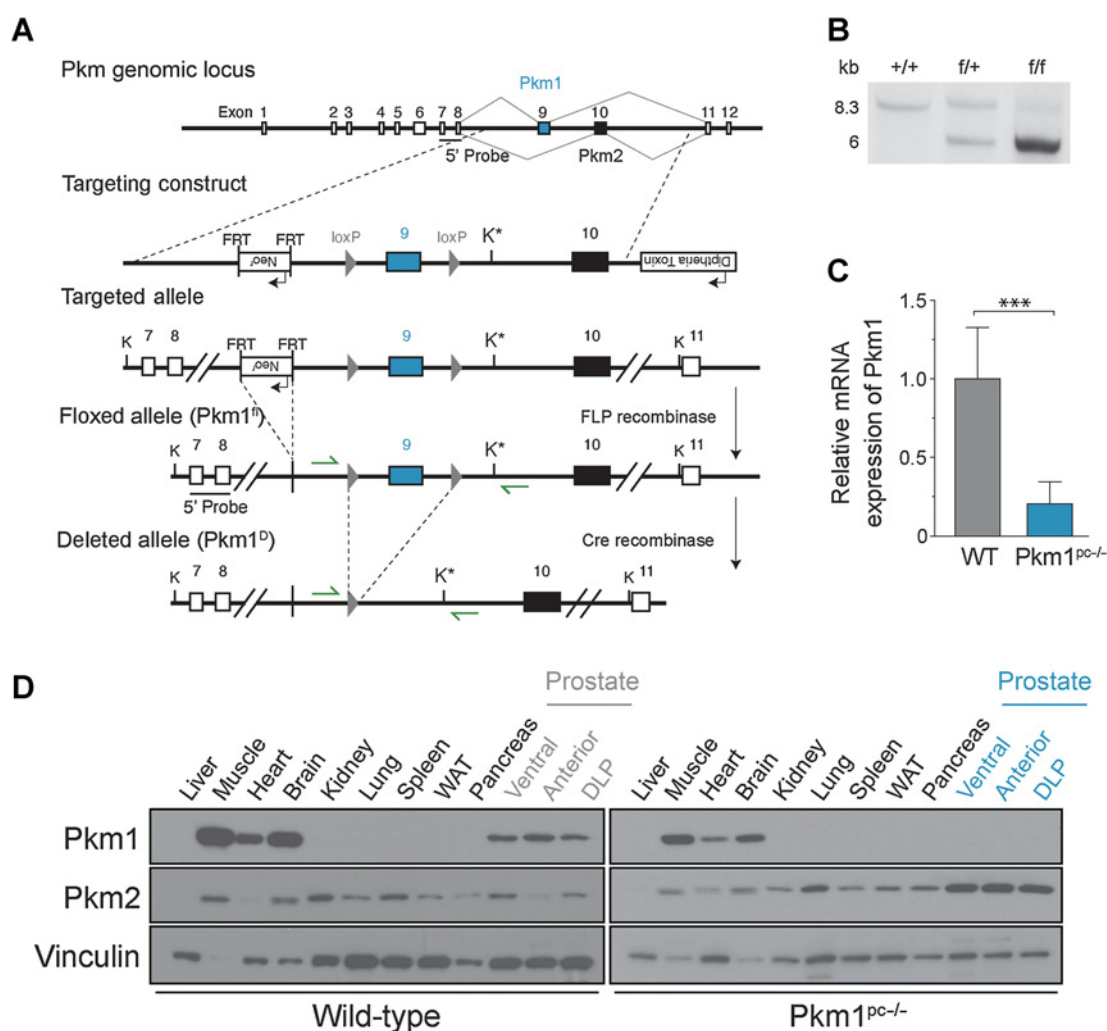 A
Pkm genomic locus
Pkm1
Exon 1 2 3 4 5 6 7 8 9 10 11 12
5' Probe Pkm2
Targeting construct
FRT FRT loxP 9 loxP K* 10
Neoʳ Diptheria Toxin
Targeted allele
K 7 8 FRT FRT 9 K* 10 K 11
Neoʳ
Floxed allele (Pkm1ᶠˡ) FLP recombinase
K 7 8 9 K* 10 K 11
5' Probe
Deleted allele (Pkm1ᴰ) Cre recombinase
K 7 8 K* 10 K 11
B
kb +/+ f/+ f/f
8.3
6
C
Relative mRNA
expression of Pkm1
1.5
1.0
0.5
0
***
WT Pkm1ᵖᶜ⁻/⁻
D
Prostate Prostate
Liver Muscle Heart Brain Kidney Lung Spleen WAT Pancreas Ventral Anterior DLP Liver Muscle Heart Brain Kidney Lung Spleen WAT Pancreas Ventral Anterior DLP
Pkm1
Pkm2
Vinculin
Wild-type Pkm1ᵖᶜ⁻/⁻